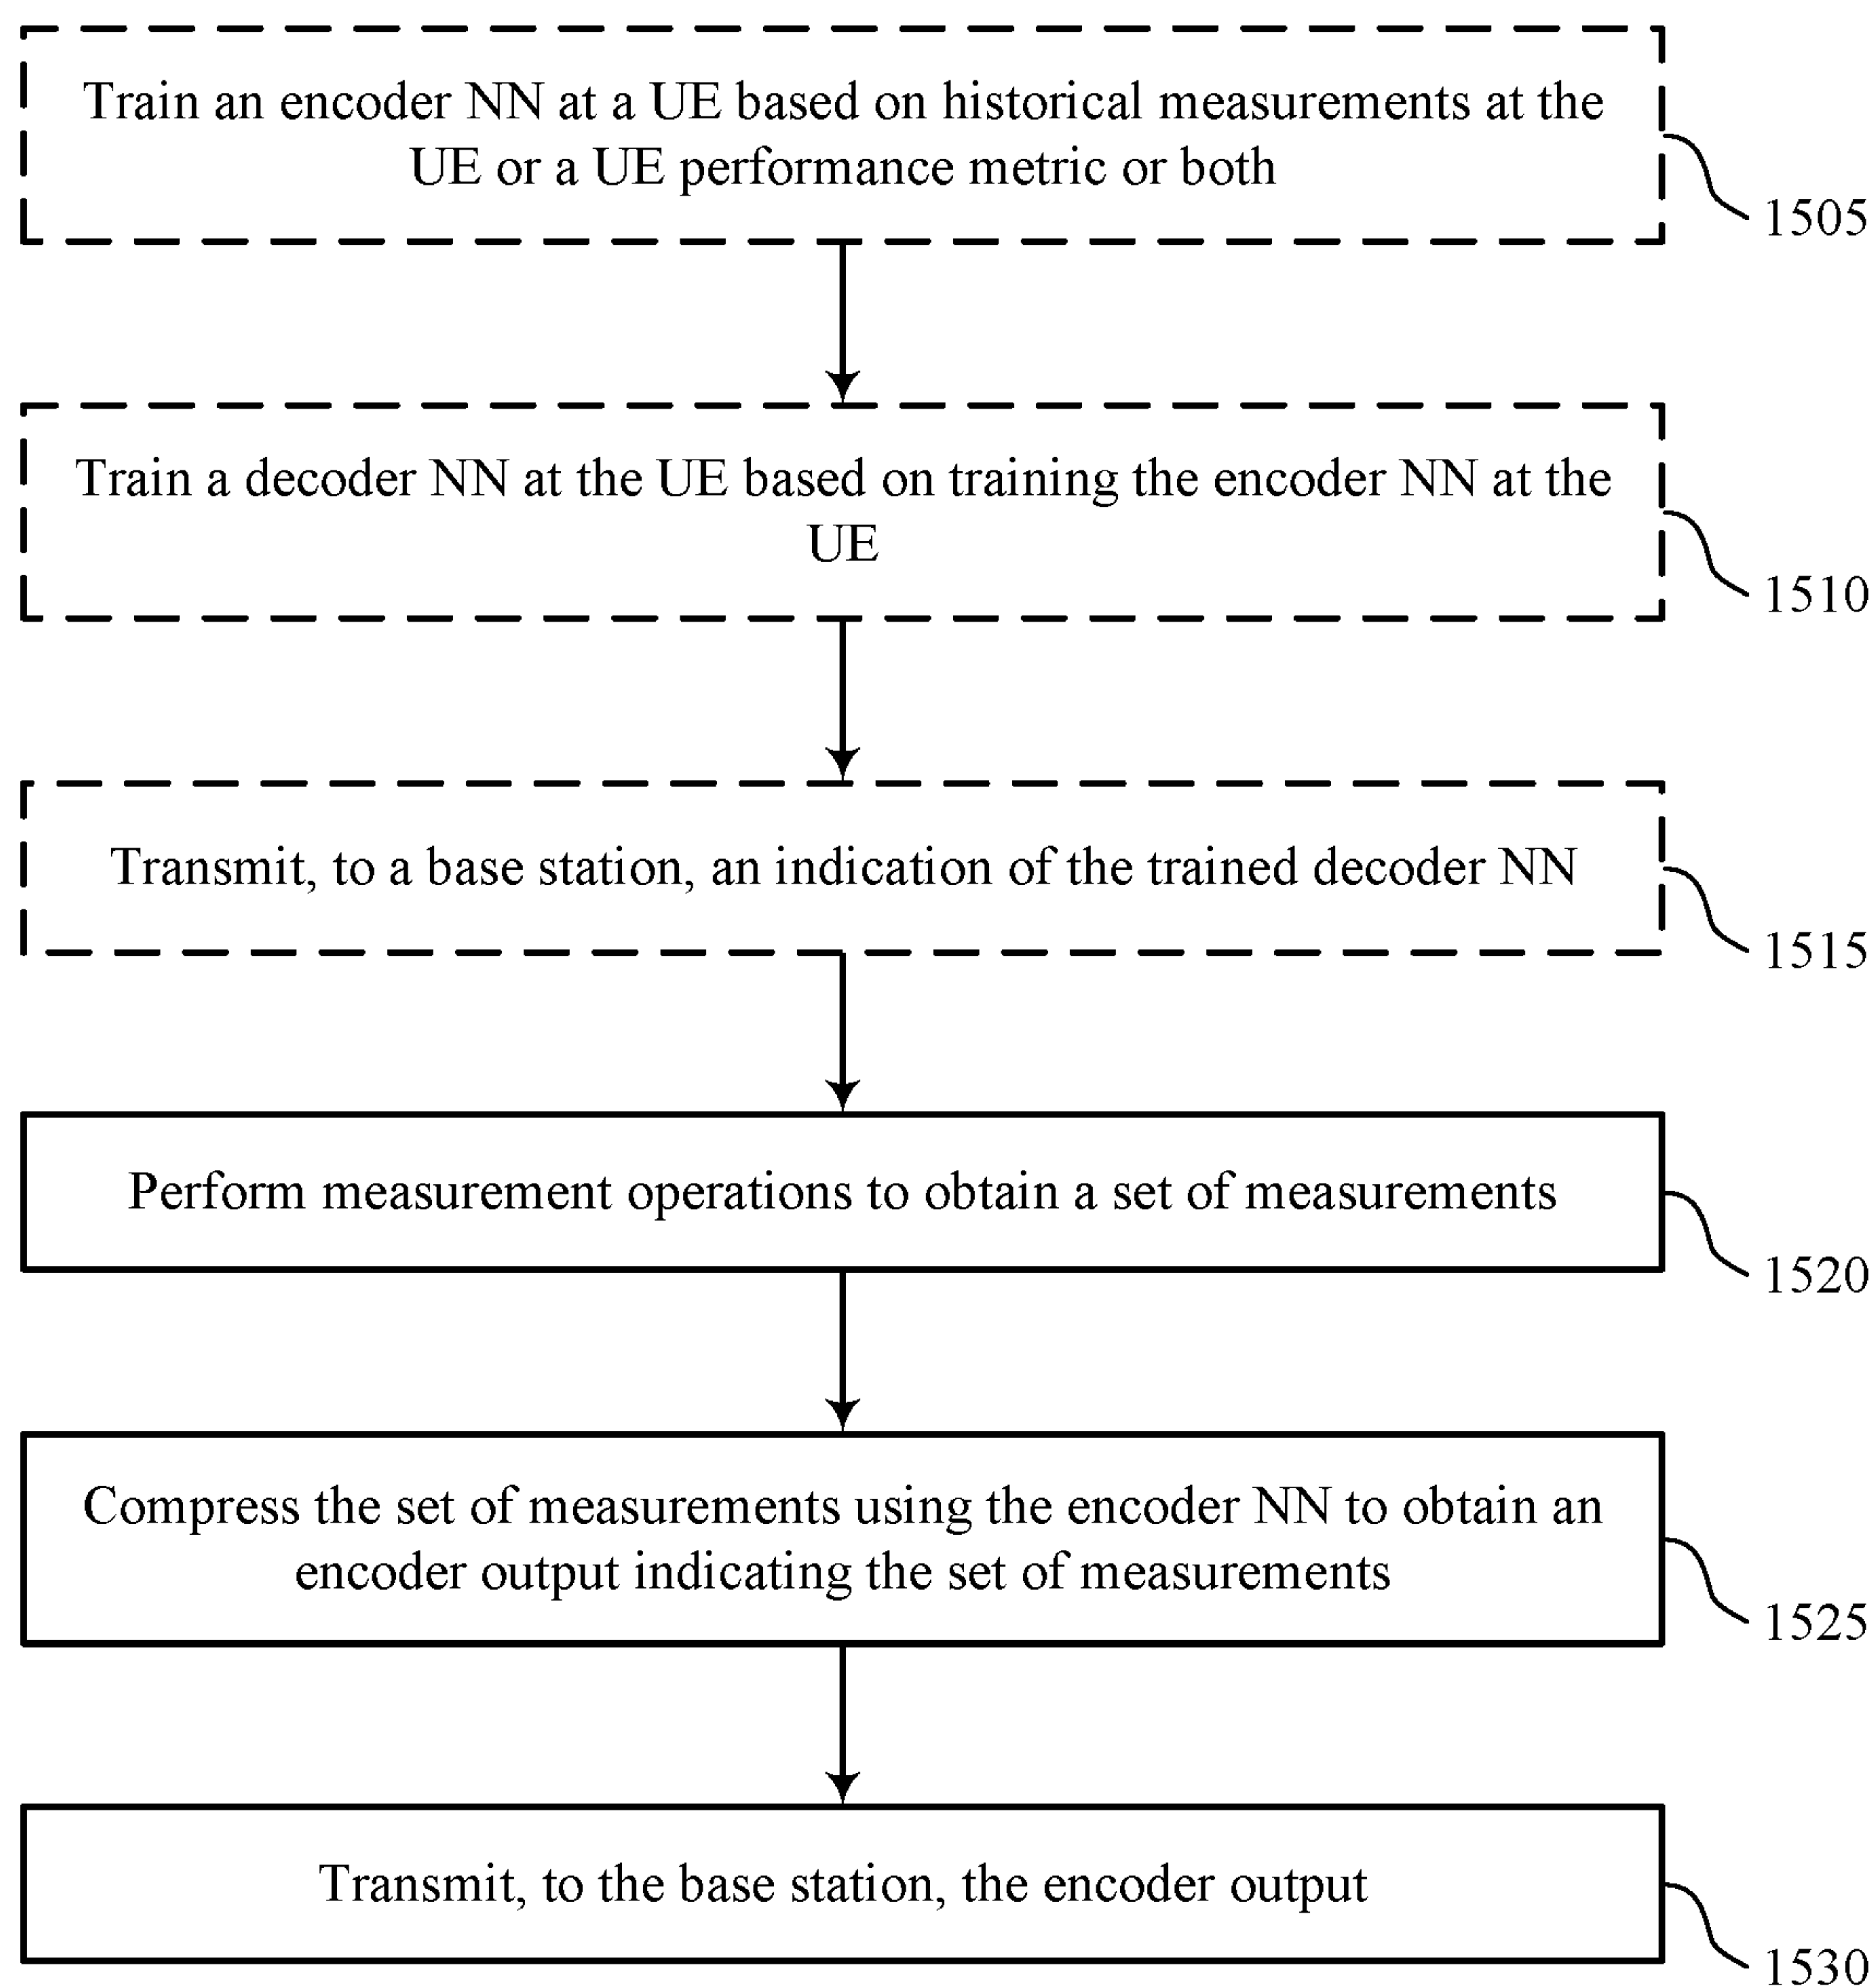 Train an encoder NN at a UE based on historical measurements at the
UE or a UE performance metric or both
1505
Train a decoder NN at the UE based on training the encoder NN at the
UE
1510
Transmit, to a base station, an indication of the trained decoder NN
1515
Perform measurement operations to obtain a set of measurements
1520
Compress the set of measurements using the encoder NN to obtain an
encoder output indicating the set of measurements
1525
Transmit, to the base station, the encoder output
1530